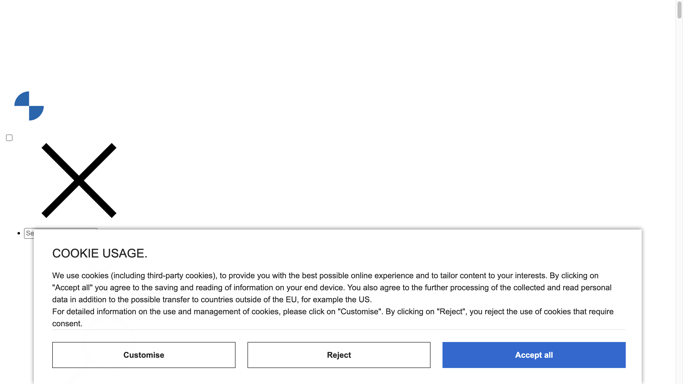 Se
COOKIE USAGE.
We use cookies (including third-party cookies), to provide you with the best possible online experience and to tailor content to your interests. By clicking on
"Accept all" you agree to the saving and reading of information on your end device. You also agree to the further processing of the collected and read personal
data in addition to the possible transfer to countries outside of the EU, for example the US.
For detailed information on the use and management of cookies, please click on "Customise". By clicking on "Reject", you reject the use of cookies that require
consent.
Customise
Reject
Accept all